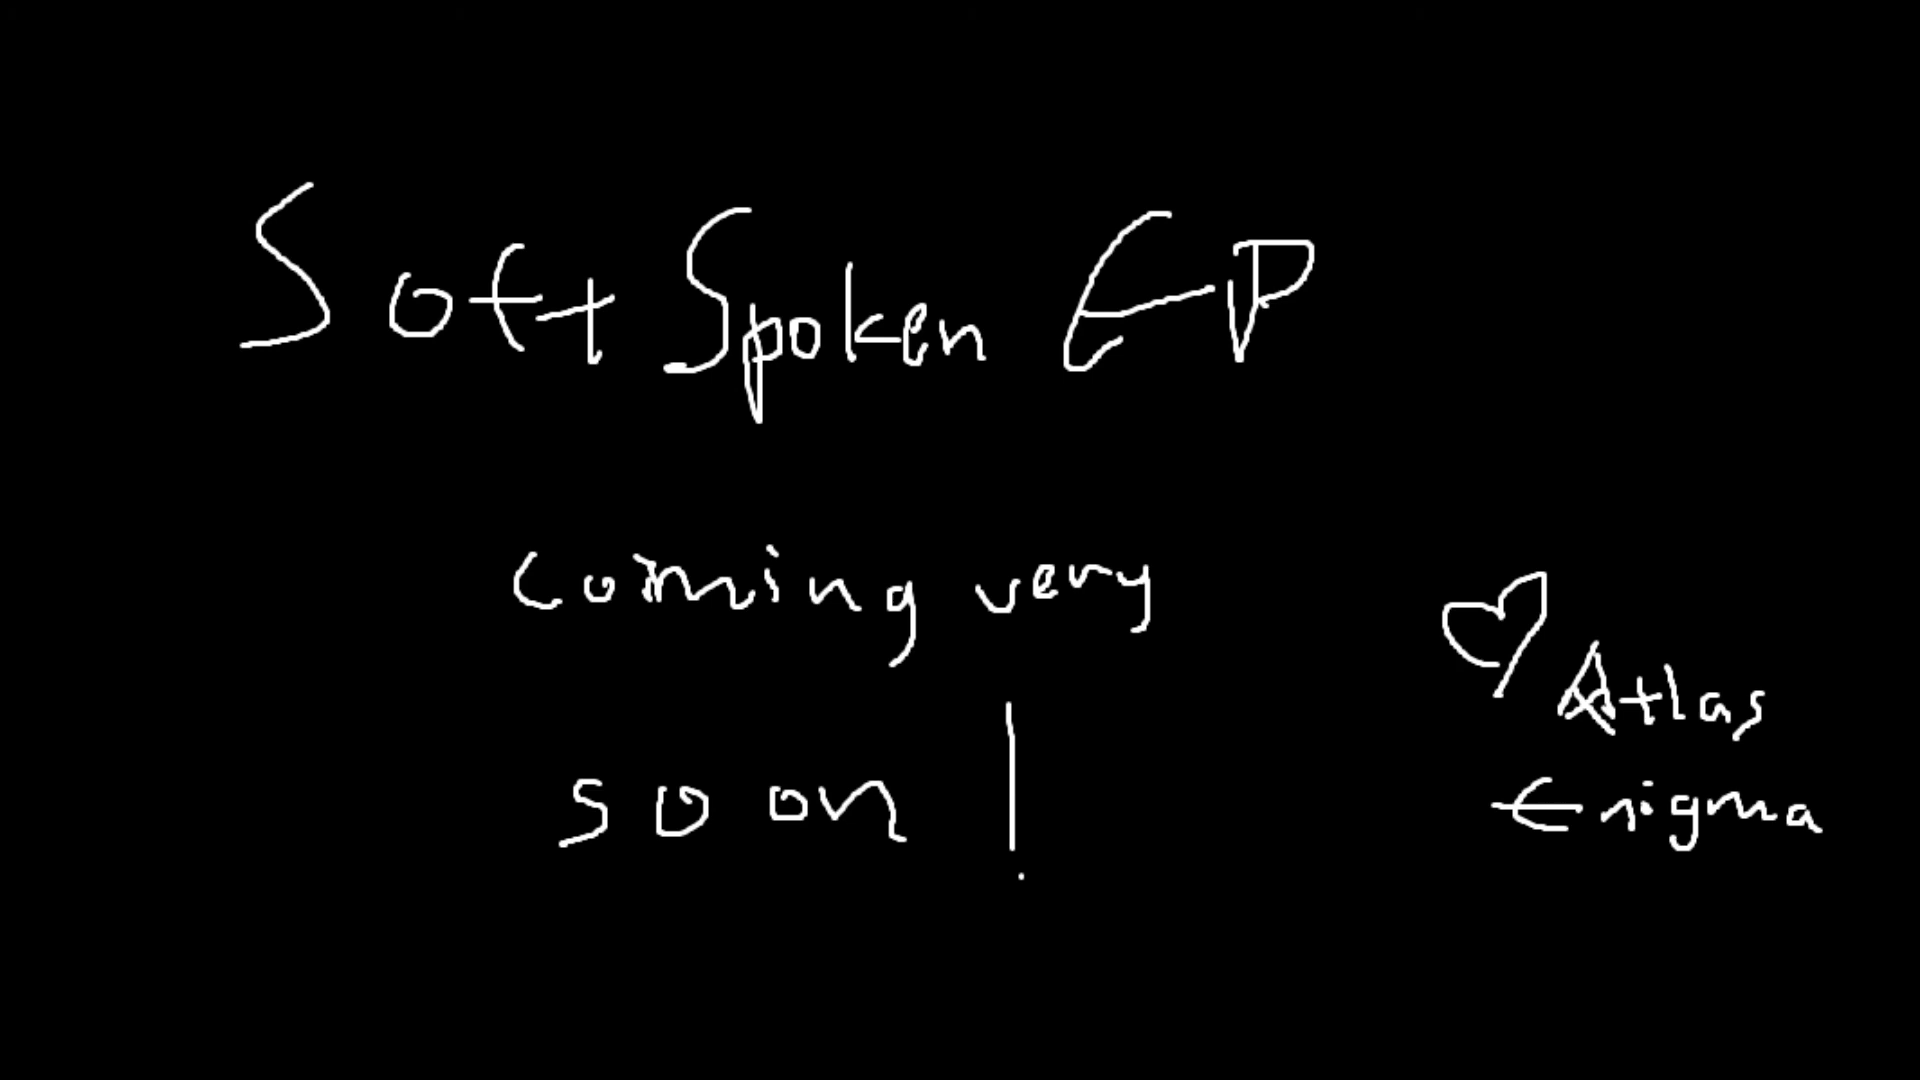 Soft Spoken EP
coming very
soon!
♡ Atlas
Enigma